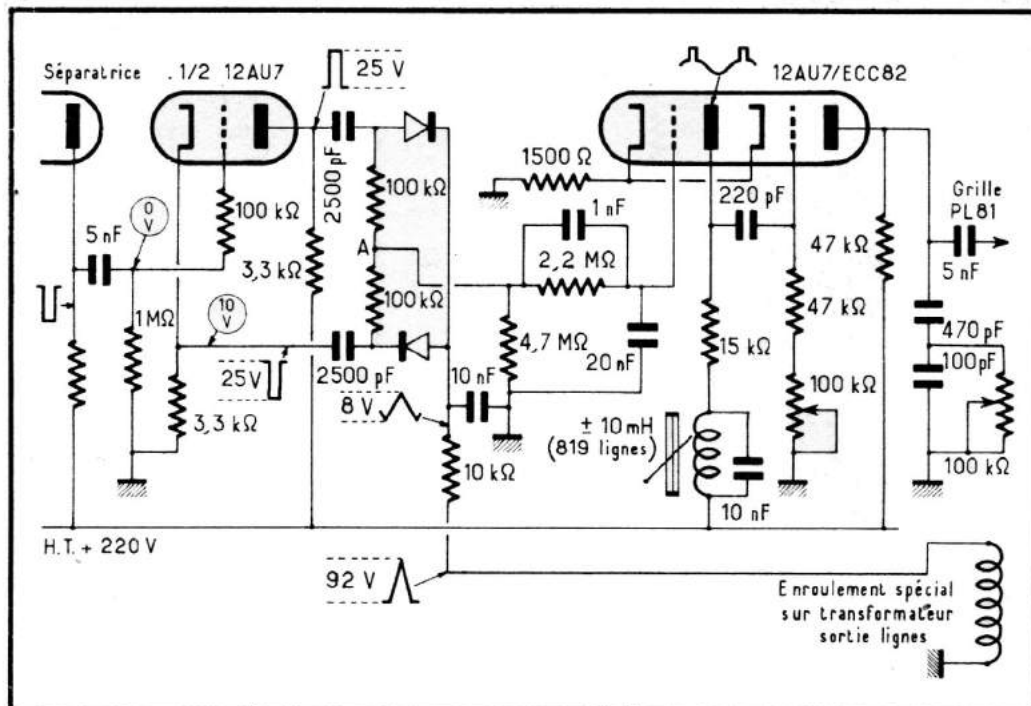 Séparatrice
.1/2 12AU7
25 V
12AU7/ECC82
1500 Ω
220 pF
Grille
PL81
5 nF
0
V
100 kΩ
2500 pF
100 kΩ
1 nF
47 kΩ
5 nF
3,3 kΩ
A
2,2 MΩ
10
V
100 kΩ
47 kΩ
1MΩ
4,7 MΩ
20 nF
15 kΩ
470 pF
100pF
25V
2500 pF
10 nF
8 V
3,3 kΩ
± 10 mH
(819 lignes)
100 kΩ
10 kΩ
100 kΩ
10 nF
H.T. + 220 V
92 V
Enroulement spécial
sur transformateur
sortie lignes